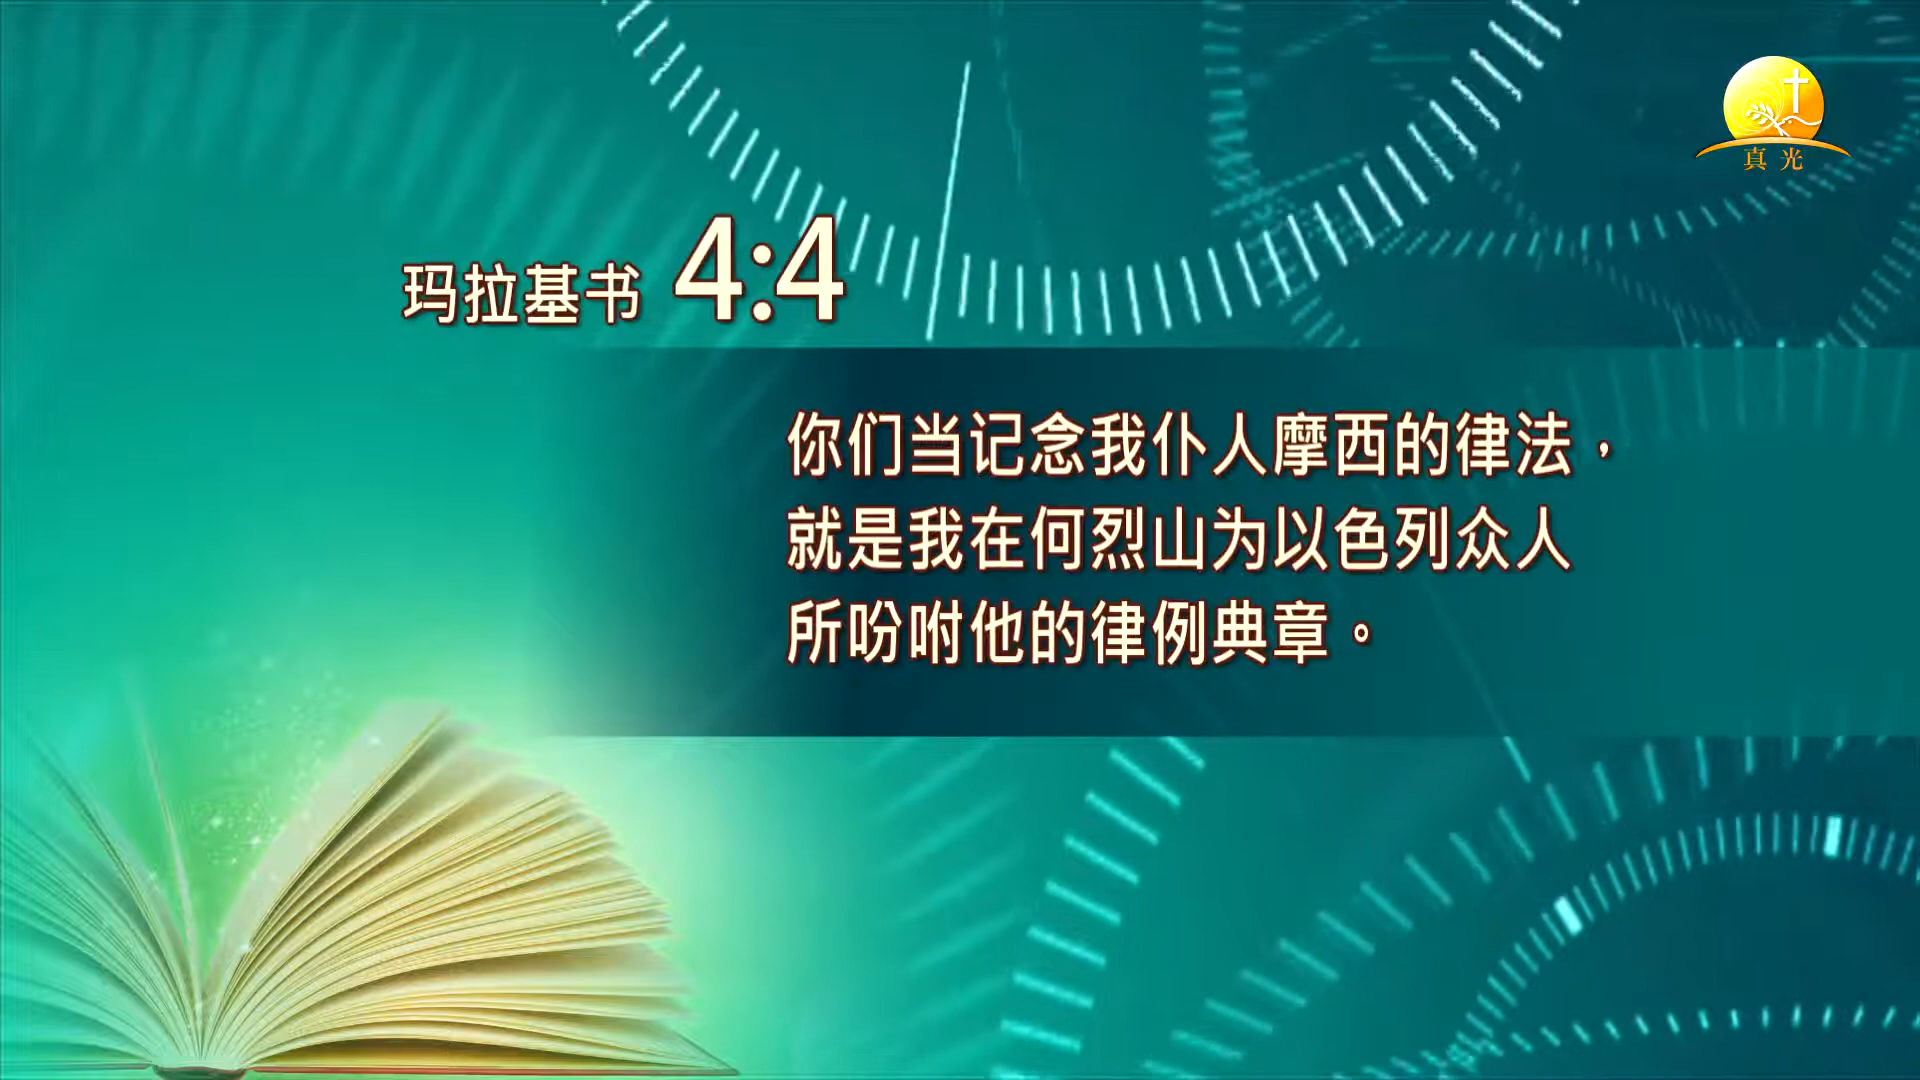 真光
玛拉基书 4:4
你们当记念我仆人摩西的律法，
就是我在何烈山为以色列众人
所吩咐他的律例典章。